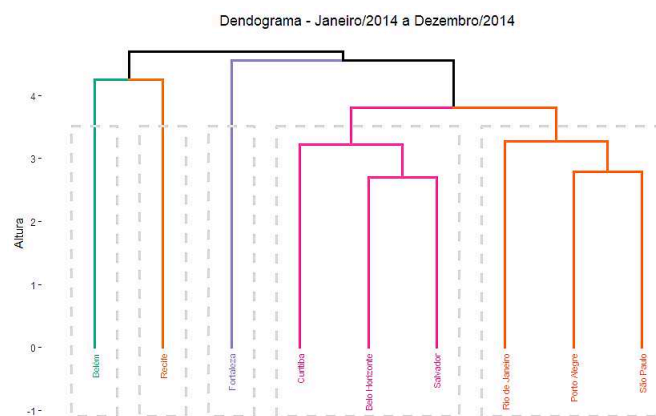 Dendograma - Janeiro/2014 a Dezembro/2014
Altura
4
3
2
1
0
-1
Belém
Recife
Fortaleza
Curitiba
Belo Horizonte
Salvador
Rio de Janeiro
Porto Alegre
São Paulo